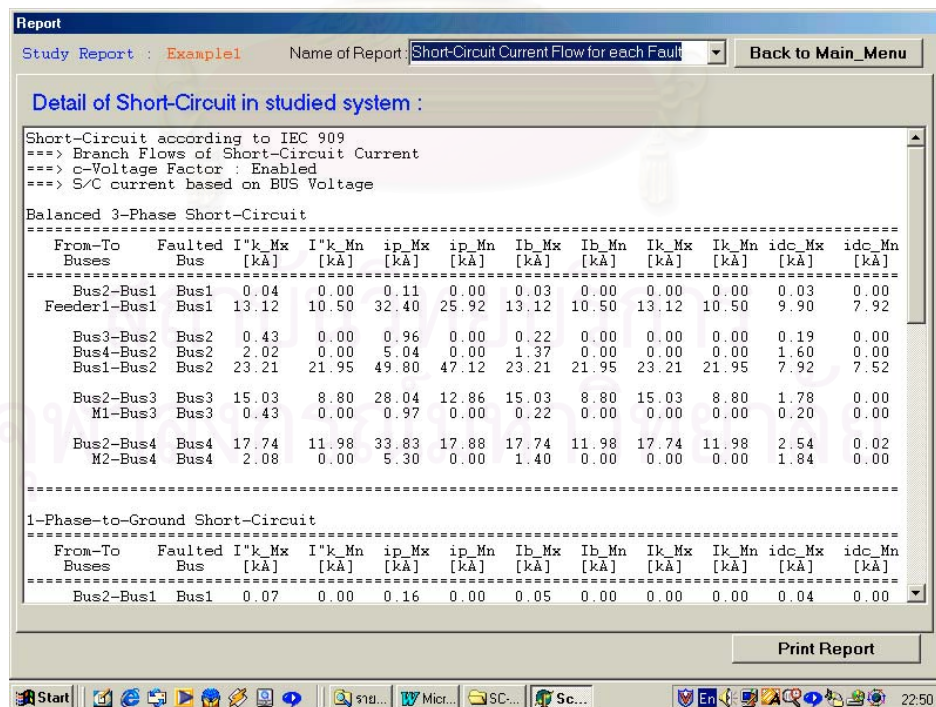 Report
Study Report : Example1 Name of Report : Short-Circuit Current Flow for each Fault Back to Main_Menu
Detail of Short-Circuit in studied system :
Short-Circuit according to IEC 909
===> Branch Flows of Short-Circuit Current
===> c-Voltage Factor : Enabled
===> S/C current based on BUS Voltage
Balanced 3-Phase Short-Circuit
From-To Faulted I"k_Mx I"k_Mn ip_Mx ip_Mn Ib_Mx Ib_Mn Ik_Mx Ik_Mn idc_Mx idc_Mn
Buses Bus [kA] [kA] [kA] [kA] [kA] [kA] [kA] [kA] [kA] [kA]
Bus2-Bus1 Bus1 0.04 0.00 0.11 0.00 0.03 0.00 0.00 0.00 0.03 0.00
Feeder1-Bus1 Bus1 13.12 10.50 32.40 25.92 13.12 10.50 13.12 10.50 9.90 7.92
Bus3-Bus2 Bus2 0.43 0.00 0.96 0.00 0.22 0.00 0.00 0.00 0.19 0.00
Bus4-Bus2 Bus2 2.02 0.00 5.04 0.00 1.37 0.00 0.00 0.00 1.60 0.00
Bus1-Bus2 Bus2 23.21 21.95 49.80 47.12 23.21 21.95 23.21 21.95 7.92 7.52
Bus2-Bus3 Bus3 15.03 8.80 28.04 12.86 15.03 8.80 15.03 8.80 1.78 0.00
M1-Bus3 Bus3 0.43 0.00 0.97 0.00 0.22 0.00 0.00 0.00 0.20 0.00
Bus2-Bus4 Bus4 17.74 11.98 33.83 17.88 17.74 11.98 17.74 11.98 2.54 0.02
M2-Bus4 Bus4 2.08 0.00 5.30 0.00 1.40 0.00 0.00 0.00 1.84 0.00
1-Phase-to-Ground Short-Circuit
From-To Faulted I"k_Mx I"k_Mn ip_Mx ip_Mn Ib_Mx Ib_Mn Ik_Mx Ik_Mn idc_Mx idc_Mn
Buses Bus [kA] [kA] [kA] [kA] [kA] [kA] [kA] [kA] [kA] [kA]
Bus2-Bus1 Bus1 0.07 0.00 0.16 0.00 0.05 0.00 0.00 0.00 0.04 0.00
Print Report
Start ราย... Micr... SC-... Sc... En 22:50